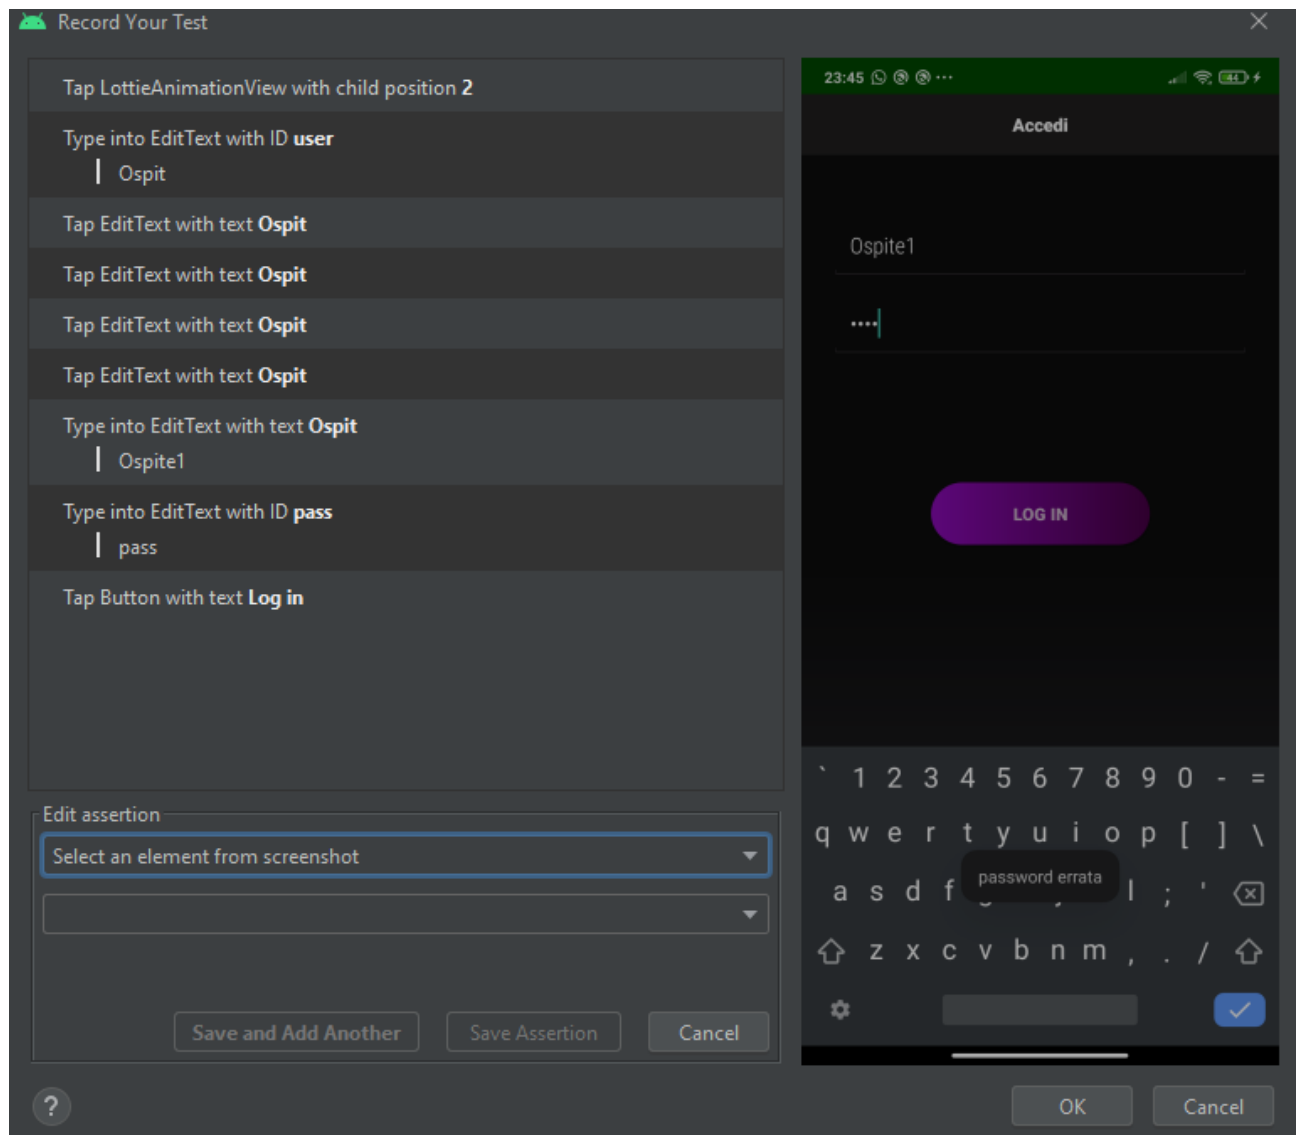 Record Your Test
Tap LottieAnimationView with child position 2
Type into EditText with ID user
Ospit
Tap EditText with text Ospit
Tap EditText with text Ospit
Tap EditText with text Ospit
Tap EditText with text Ospit
Type into EditText with text Ospit
Ospite1
Type into EditText with ID pass
pass
Tap Button with text Log in
Edit assertion
Select an element from screenshot
Save and Add Another
Save Assertion
Cancel
23:45
44
Accedi
Ospite1
••••
LOG IN
` 1 2 3 4 5 6 7 8 9 0 - =
q w e r t y u i o p [ ] \
a s d f l ; '
password errata
z x c v b n m , . /
?
OK
Cancel